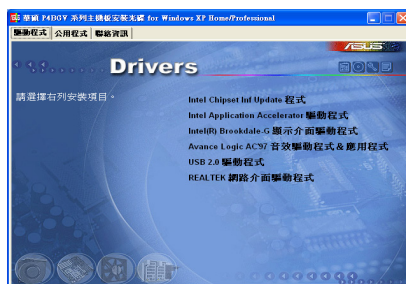 華碩 P4BGV 系列主機板安裝光碟 for Windows XP Home/Professional
驅動程式 公用程式 聯絡資訊
ASUS
Drivers
請選擇右列安裝項目。
Intel Chipset Inf Update 程式
Intel Application Accelerator 驅動程式
Intel(R) Brookdale-G 顯示介面驅動程式
Avance Logic AC'97 音效驅動程式＆應用程式
USB 2.0 驅動程式
REALTEK 網路介面驅動程式